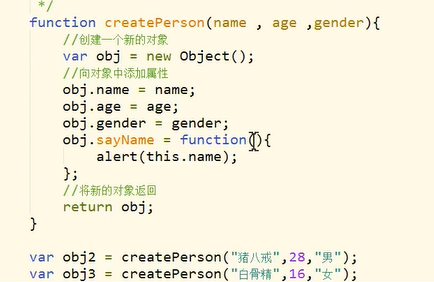 */
function createPerson(name , age ,gender){
//创建一个新的对象
var obj = new Object();
//向对象中添加属性
obj.name = name;
obj.age = age;
obj.gender = gender;
obj.sayName = function(){
alert(this.name);
};
//将新的对象返回
return obj;
}
var obj2 = createPerson("猪八戒",28,"男");
var obj3 = createPerson("白骨精",16,"女");